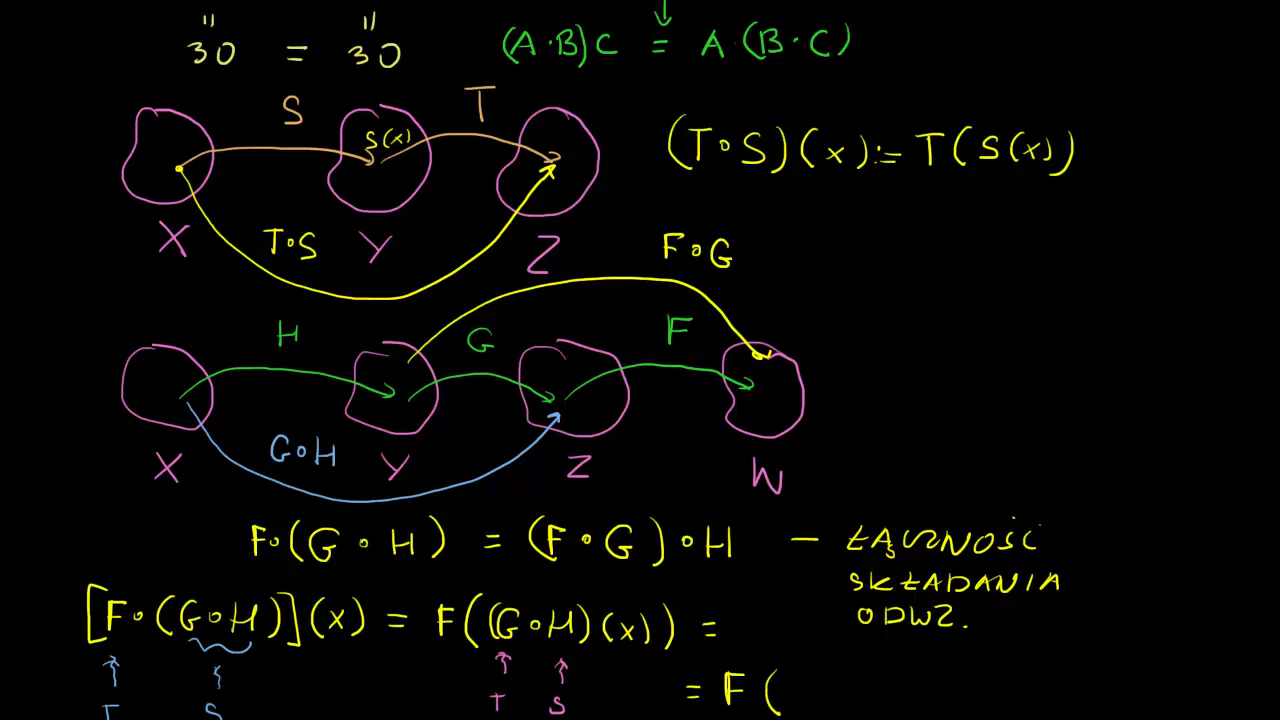 " "
30 = 30 (A·B)C = A·(B·C)
S T
S(x)
(T∘S)(x):=T(S(x))
X T∘S Y Z
F∘G
H G F
G∘H
X Y Z W
F∘(G∘H) = (F∘G)∘H — ŁĄCZNOŚĆ
SKŁADANIA
ODWZ.
[F∘(G∘H)](x) = F((G∘H)(x)) =
T S T S
= F(